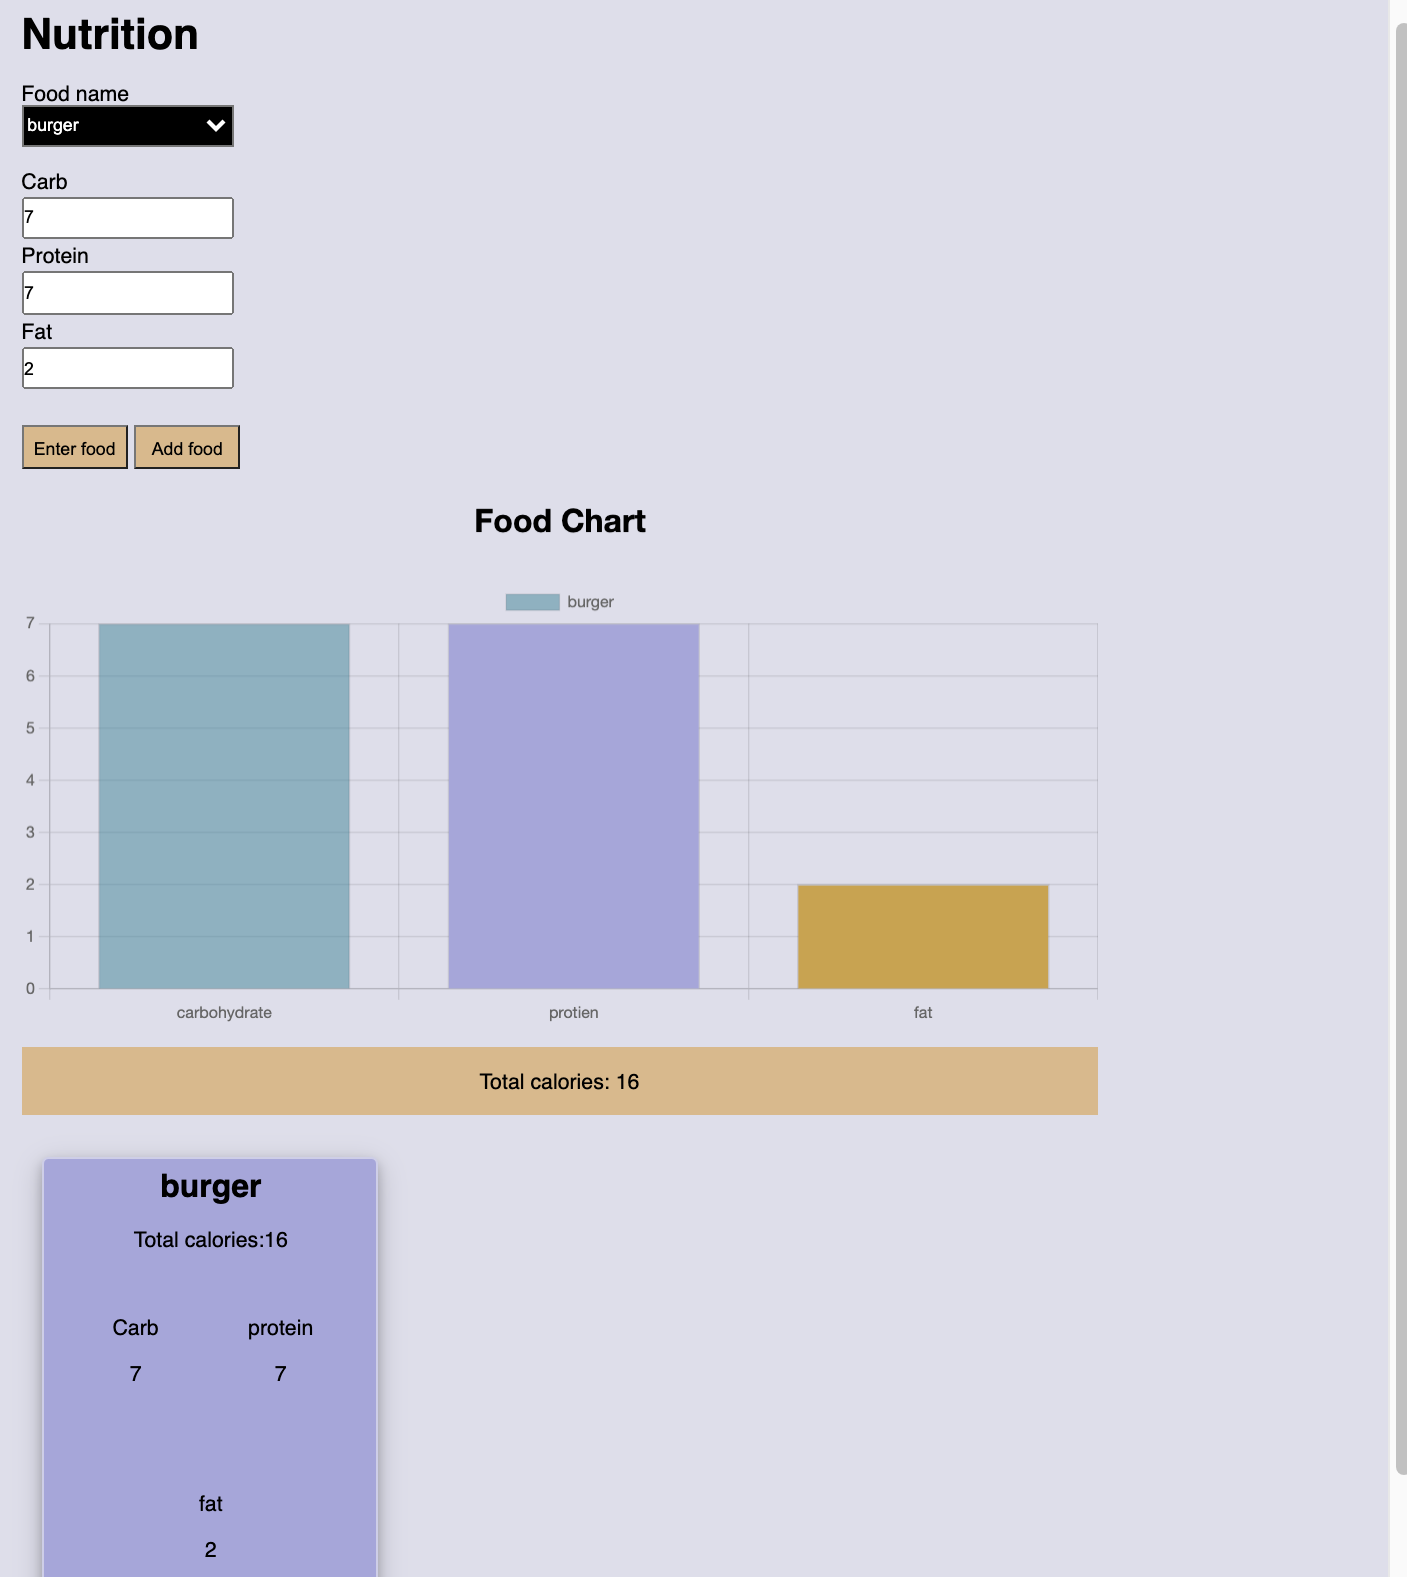 Nutrition
Food name
burger
Carb
7
Protein
7
Fat
2
Enter food Add food
Food Chart
burger
7
6
5
4
3
2
1
0
carbohydrate protien fat
Total calories: 16
burger
Total calories:16
Carb protein
7 7
fat
2